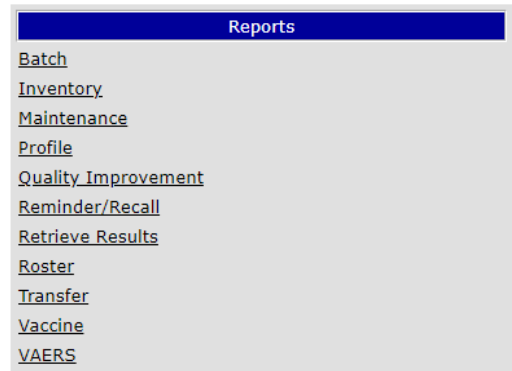 Reports
Batch
Inventory
Maintenance
Profile
Quality Improvement
Reminder/Recall
Retrieve Results
Roster
Transfer
Vaccine
VAERS